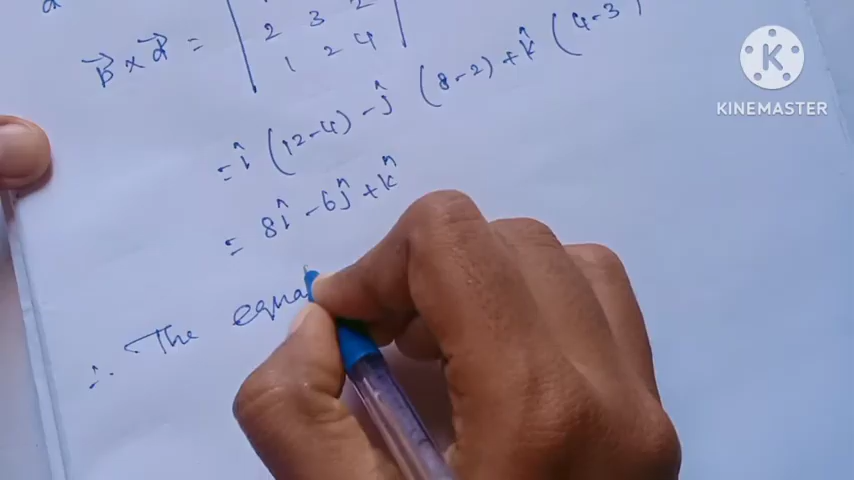 2 3 2
b⃗ × d⃗ = 1 2 4
= î (12-4) - ĵ (8-2) + k̂ (4-3)
= 8î - 6ĵ + k̂
∴ The equa
KINEMASTER